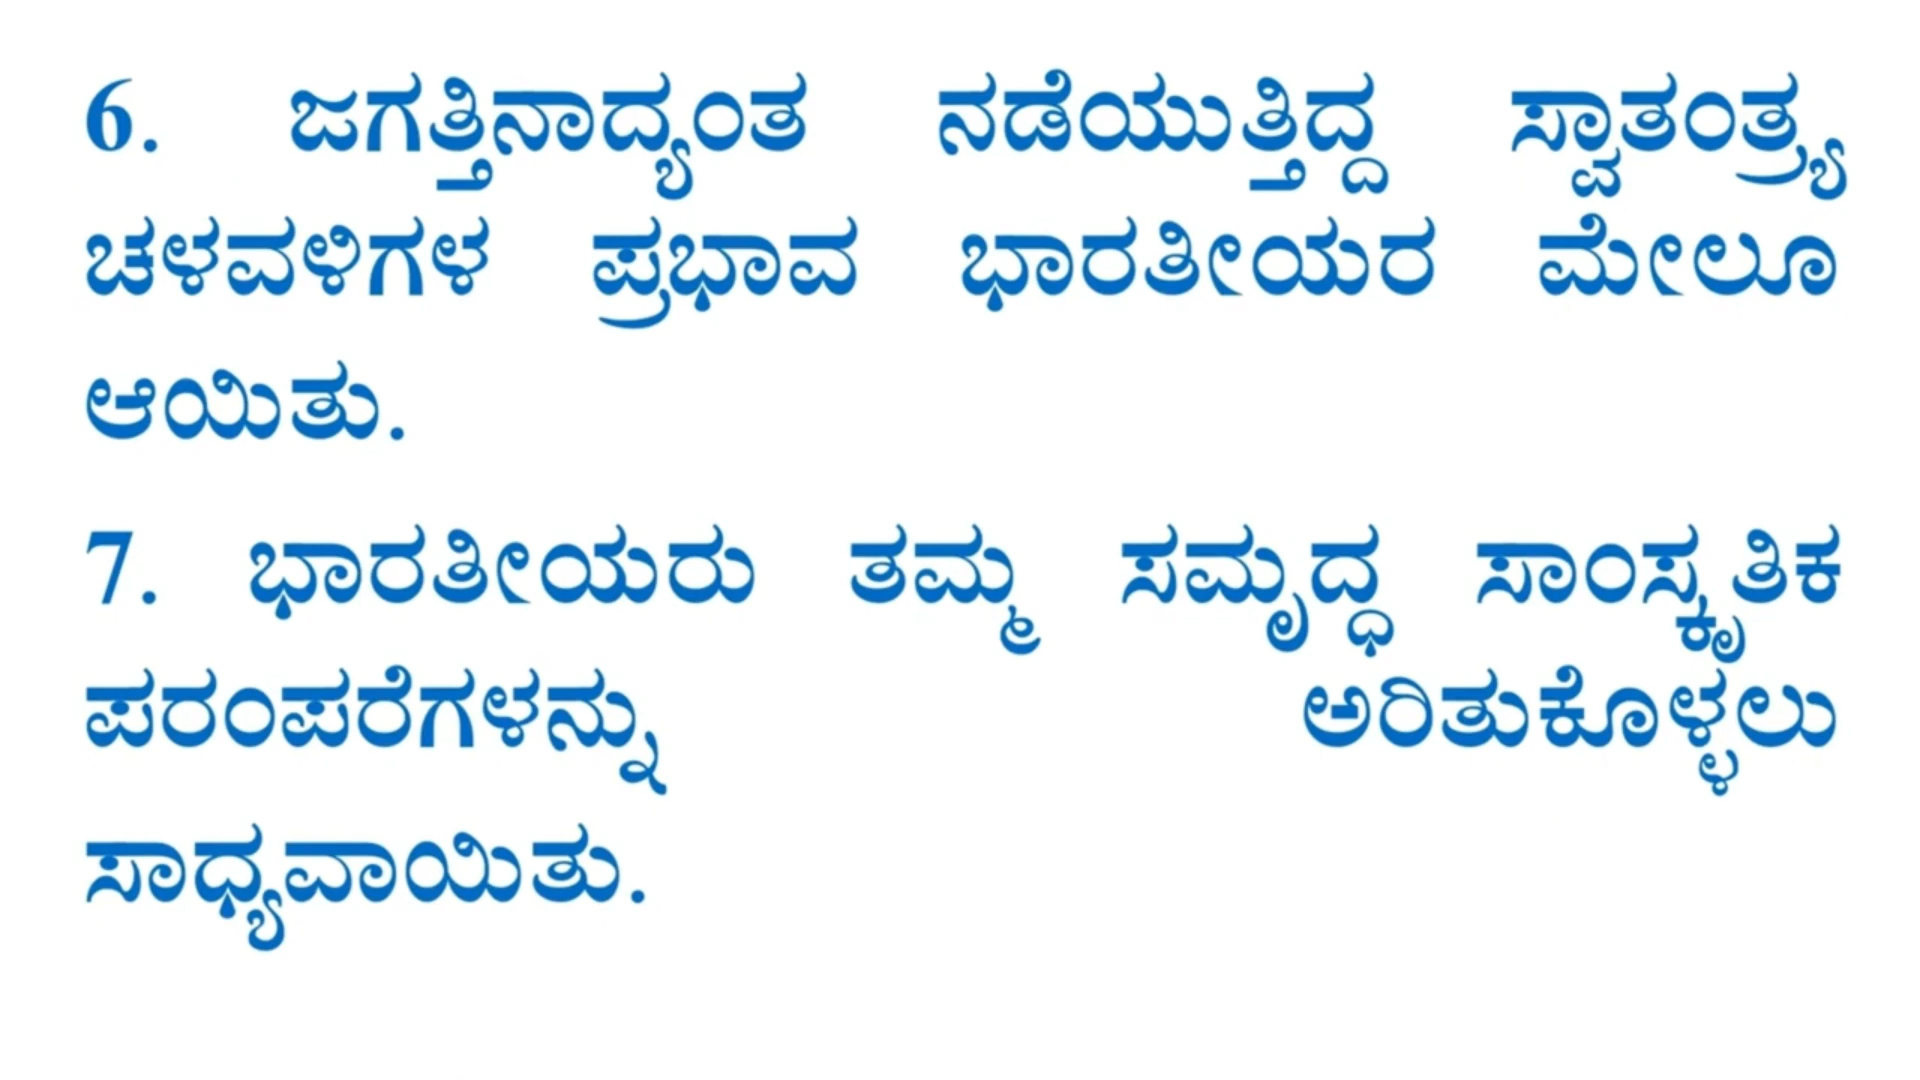 6. ಜಗತ್ತಿನಾದ್ಯಂತ ನಡೆಯುತ್ತಿದ್ದ ಸ್ವಾತಂತ್ರ್ಯ
ಚಳವಳಿಗಳ ಪ್ರಭಾವ ಭಾರತೀಯರ ಮೇಲೂ
ಆಯಿತು.
7. ಭಾರತೀಯರು ತಮ್ಮ ಸಮೃದ್ಧ ಸಾಂಸ್ಕೃತಿಕ
ಪರಂಪರೆಗಳನ್ನು ಅರಿತುಕೊಳ್ಳಲು
ಸಾಧ್ಯವಾಯಿತು.